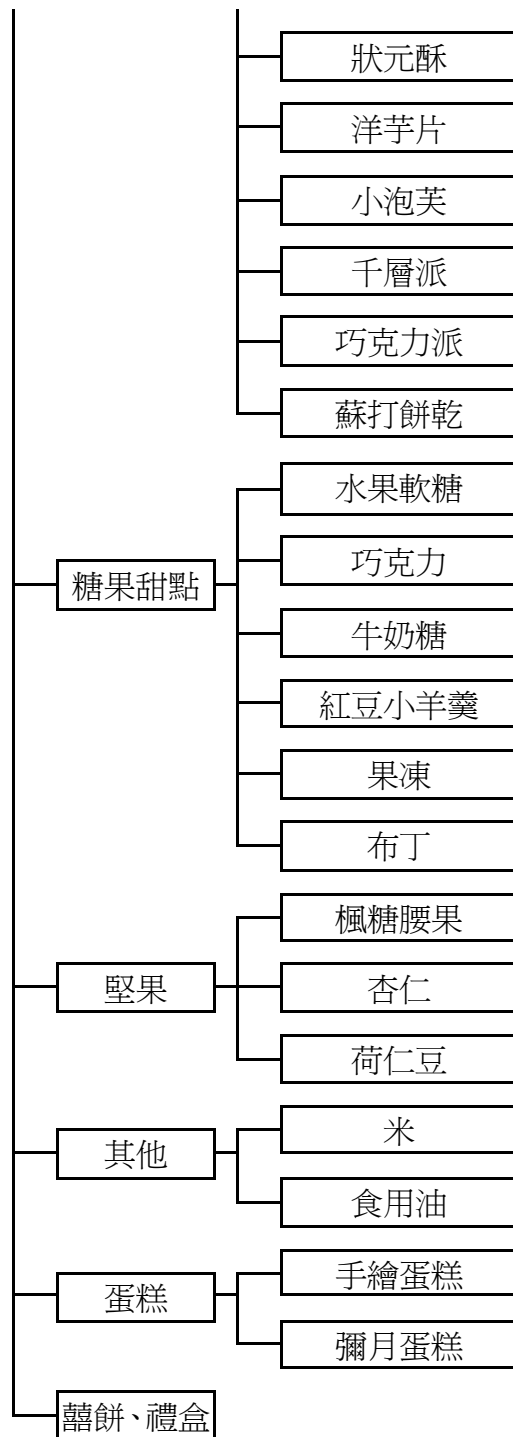 狀元酥
洋芋片
小泡芙
千層派
巧克力派
蘇打餅乾
糖果甜點
水果軟糖
巧克力
牛奶糖
紅豆小羊羹
果凍
布丁
堅果
楓糖腰果
杏仁
荷仁豆
其他
米
食用油
蛋糕
手繪蛋糕
彌月蛋糕
囍餅、禮盒